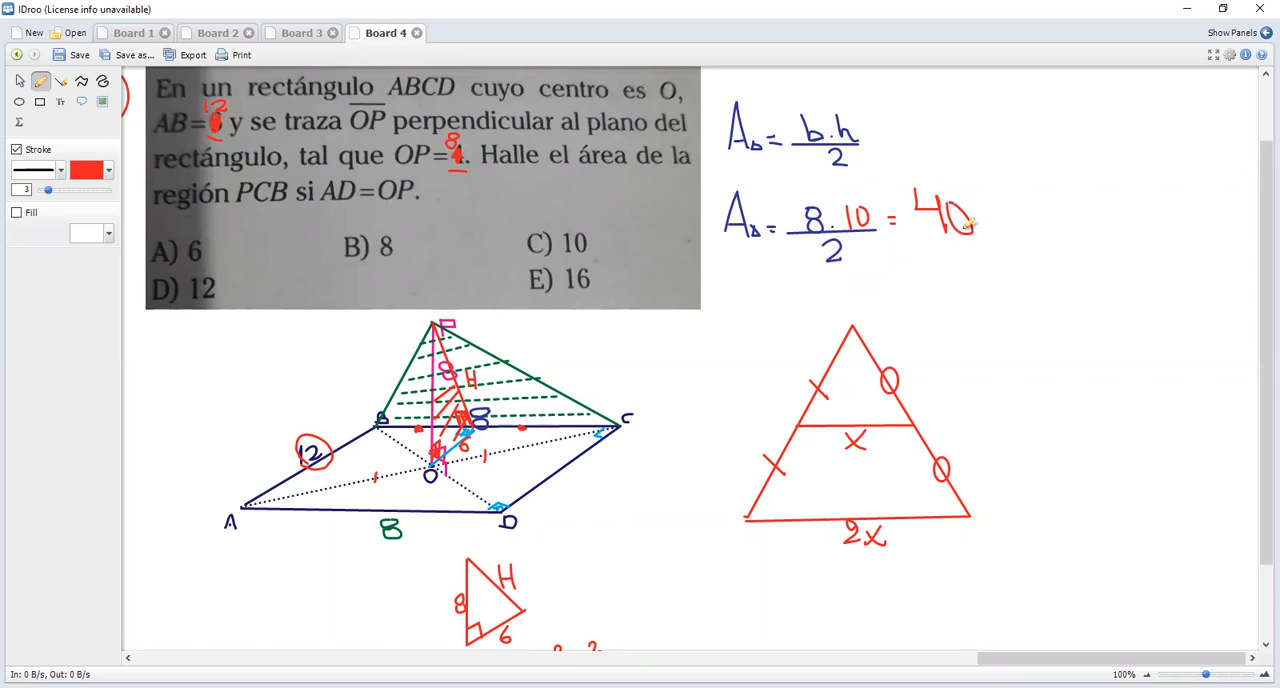 IDroo (License info unavailable)
New Open Board 1 Board 2 Board 3 Board 4 Show Panels
Save Save as... Export Print
En un rectángulo ABCD cuyo centro es O,
12
AB= y se traza OP perpendicular al plano del
8
rectángulo, tal que OP= . Halle el área de la
región PCB si AD=OP.
A) 6 B) 8 C) 10
D) 12 E) 16
A = b.h
2
A = 8.10 = 40
2
Tr
Σ
Stroke
3
Fill
P
8
H
B 8 C
12 6
O
A D
8
x
2x
H
8
6
In: 0 B/s, Out: 0 B/s 100%